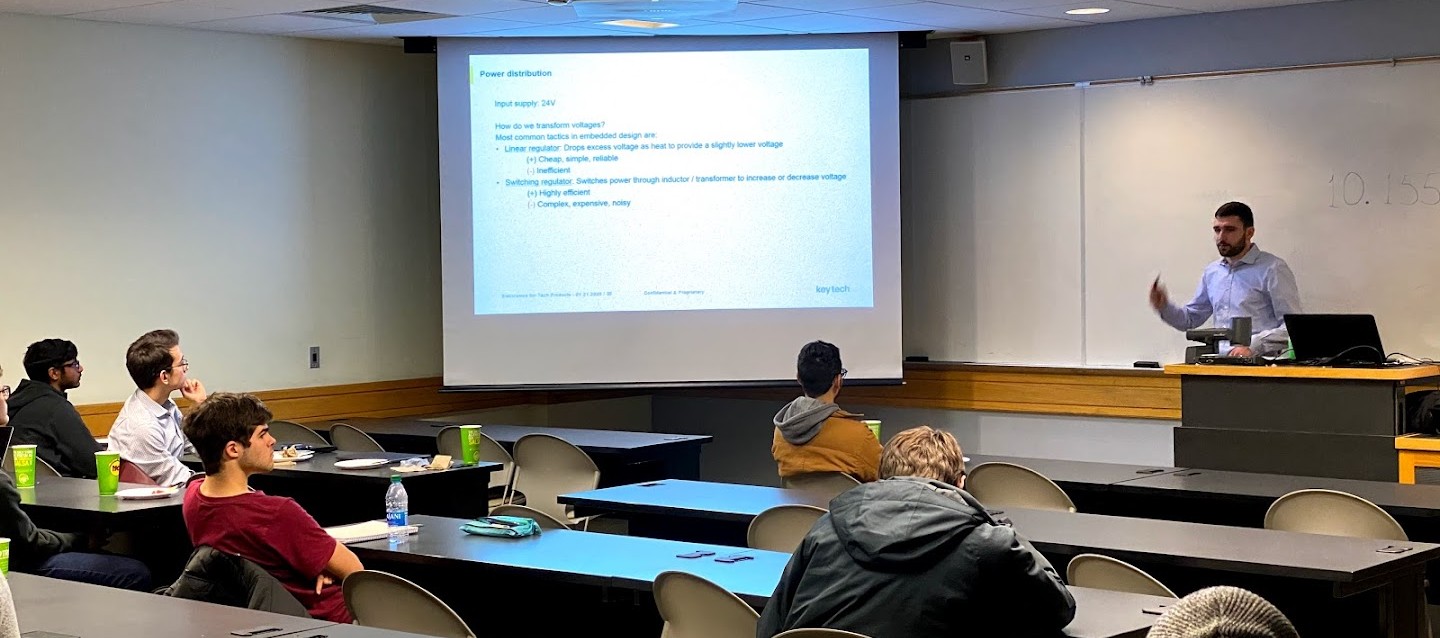 Power distribution
Input supply: 24V
How do we transform voltages?
Most common tactics in embedded design are:
• Linear regulator: Drops excess voltage as heat to provide a slightly lower voltage
(+) Cheap, simple, reliable
(-) Inefficient
• Switching regulator: Switches power through inductor / transformer to increase or decrease voltage
(+) Highly efficient
(-) Complex, expensive, noisy
Confidential & Proprietary
keytech
10.155